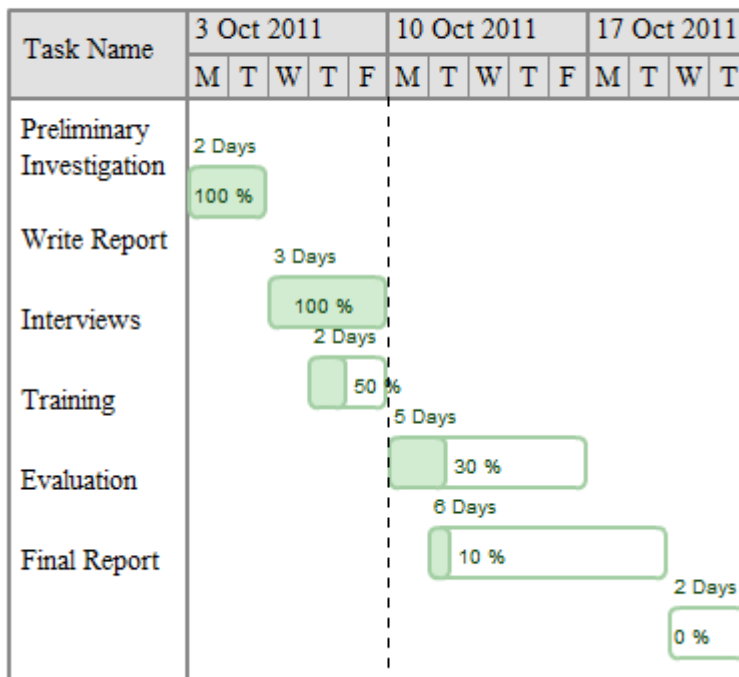 Task Name
3 Oct 2011
10 Oct 2011
17 Oct 2011
M T W T F M T W T F M T W T
Preliminary
Investigation
2 Days
100 %
Write Report
3 Days
100 %
Interviews
2 Days
50 %
Training
5 Days
30 %
Evaluation
6 Days
10 %
Final Report
2 Days
0 %